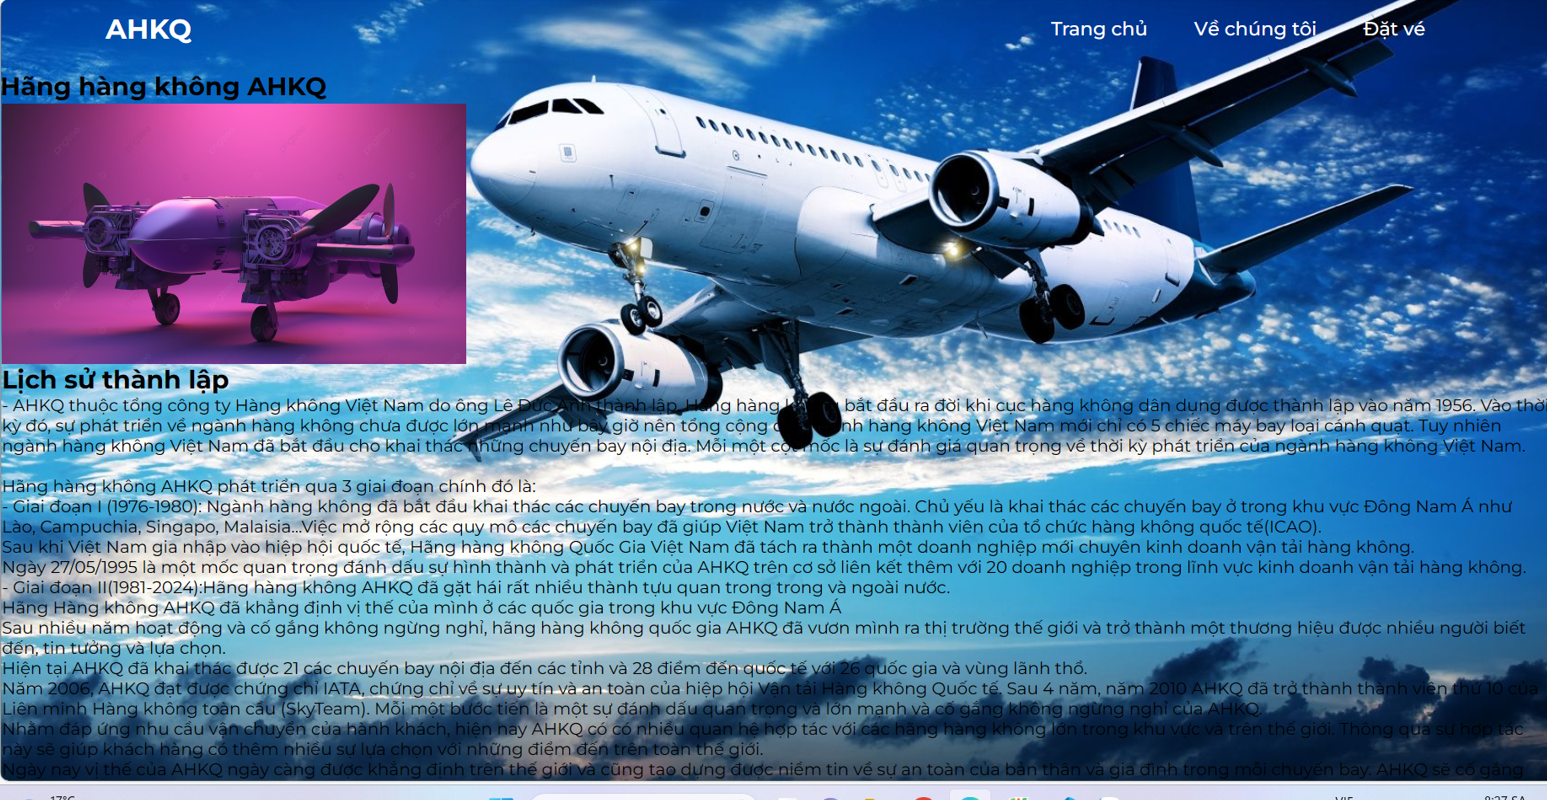 AHKQ
Trang chủ Về chúng tôi Đặt vé
Hãng hàng không AHKQ
Lịch sử thành lập
- AHKQ thuộc tổng công ty Hàng không Việt Nam do ông Lê Đức Anh thành lập. Hãng hàng bắt đầu ra đời khi cục hàng không dân dụng được thành lập vào năm 1956. Vào thời
kỳ đó, sự phát triển về ngành hàng không chưa được lớn mạnh như bây giờ nên tổng cộng hàng không Việt Nam mới chỉ có 5 chiếc máy bay loại cánh quạt. Tuy nhiên
ngành hàng không Việt Nam đã bắt đầu cho khai thác những chuyến bay nội địa. Mỗi một cột mốc là sự đánh giá quan trọng về thời kỳ phát triển của ngành hàng không Việt Nam.
Hãng hàng không AHKQ phát triển qua 3 giai đoạn chính đó là:
- Giai đoạn I (1976-1980): Ngành hàng không đã bắt đầu khai thác các chuyến bay trong nước và nước ngoài. Chủ yếu là khai thác các chuyến bay ở trong khu vực Đông Nam Á như
Lào, Campuchia, Singapo, Malaisia...Việc mở rộng các quy mô các chuyến bay đã giúp Việt Nam trở thành thành viên của tổ chức hàng không quốc tế(ICAO).
Sau khi Việt Nam gia nhập vào hiệp hội quốc tế, Hãng hàng không Quốc Gia Việt Nam đã tách ra thành một doanh nghiệp mới chuyên kinh doanh vận tải hàng không.
Ngày 27/05/1995 là một mốc quan trọng đánh dấu sự hình thành và phát triển của AHKQ trên cơ sở liên kết thêm với 20 doanh nghiệp trong lĩnh vực kinh doanh vận tải hàng không.
- Giai đoạn II(1981-2024):Hãng hàng không AHKQ đã gặt hái rất nhiều thành tựu quan trong trong và ngoài nước.
Hãng Hàng không AHKQ đã khẳng định vị thế của mình ở các quốc gia trong khu vực Đông Nam Á
Sau nhiều năm hoạt động và cố gắng không ngừng nghỉ, hãng hàng không quốc gia AHKQ đã vươn mình ra thị trường thế giới và trở thành một thương hiệu được nhiều người biết
đến, tin tưởng và lựa chọn.
Hiện tại AHKQ đã khai thác được 21 các chuyến bay nội địa đến các tỉnh và 28 điểm đến quốc tế với 26 quốc gia và vùng lãnh thổ.
Năm 2006, AHKQ đạt được chứng chỉ IATA, chứng chỉ về sự uy tín và an toàn của hiệp hội Vận tải Hàng không Quốc tế. Sau 4 năm, năm 2010 AHKQ đã trở thành thành viên thứ 10 của
Liên minh Hàng không toàn cầu (SkyTeam). Mỗi một bước tiến là một sự đánh dấu quan trọng và lớn mạnh và cố gắng không ngừng nghỉ của AHKQ.
Nhằm đáp ứng nhu cầu vận chuyển của hành khách, hiện nay AHKQ có có nhiều quan hệ hợp tác với các hãng hàng không lớn trong khu vực và trên thế giới. Thông qua sự hợp tác
này sẽ giúp khách hàng có thêm nhiều sự lựa chọn với những điểm đến trên toàn thế giới.
Ngày nay vị thế của AHKQ ngày càng được khẳng định trên thế giới và cũng tạo dựng được niềm tin về sự an toàn của bản thân và gia đình trong mỗi chuyến bay. AHKQ sẽ cố gắng